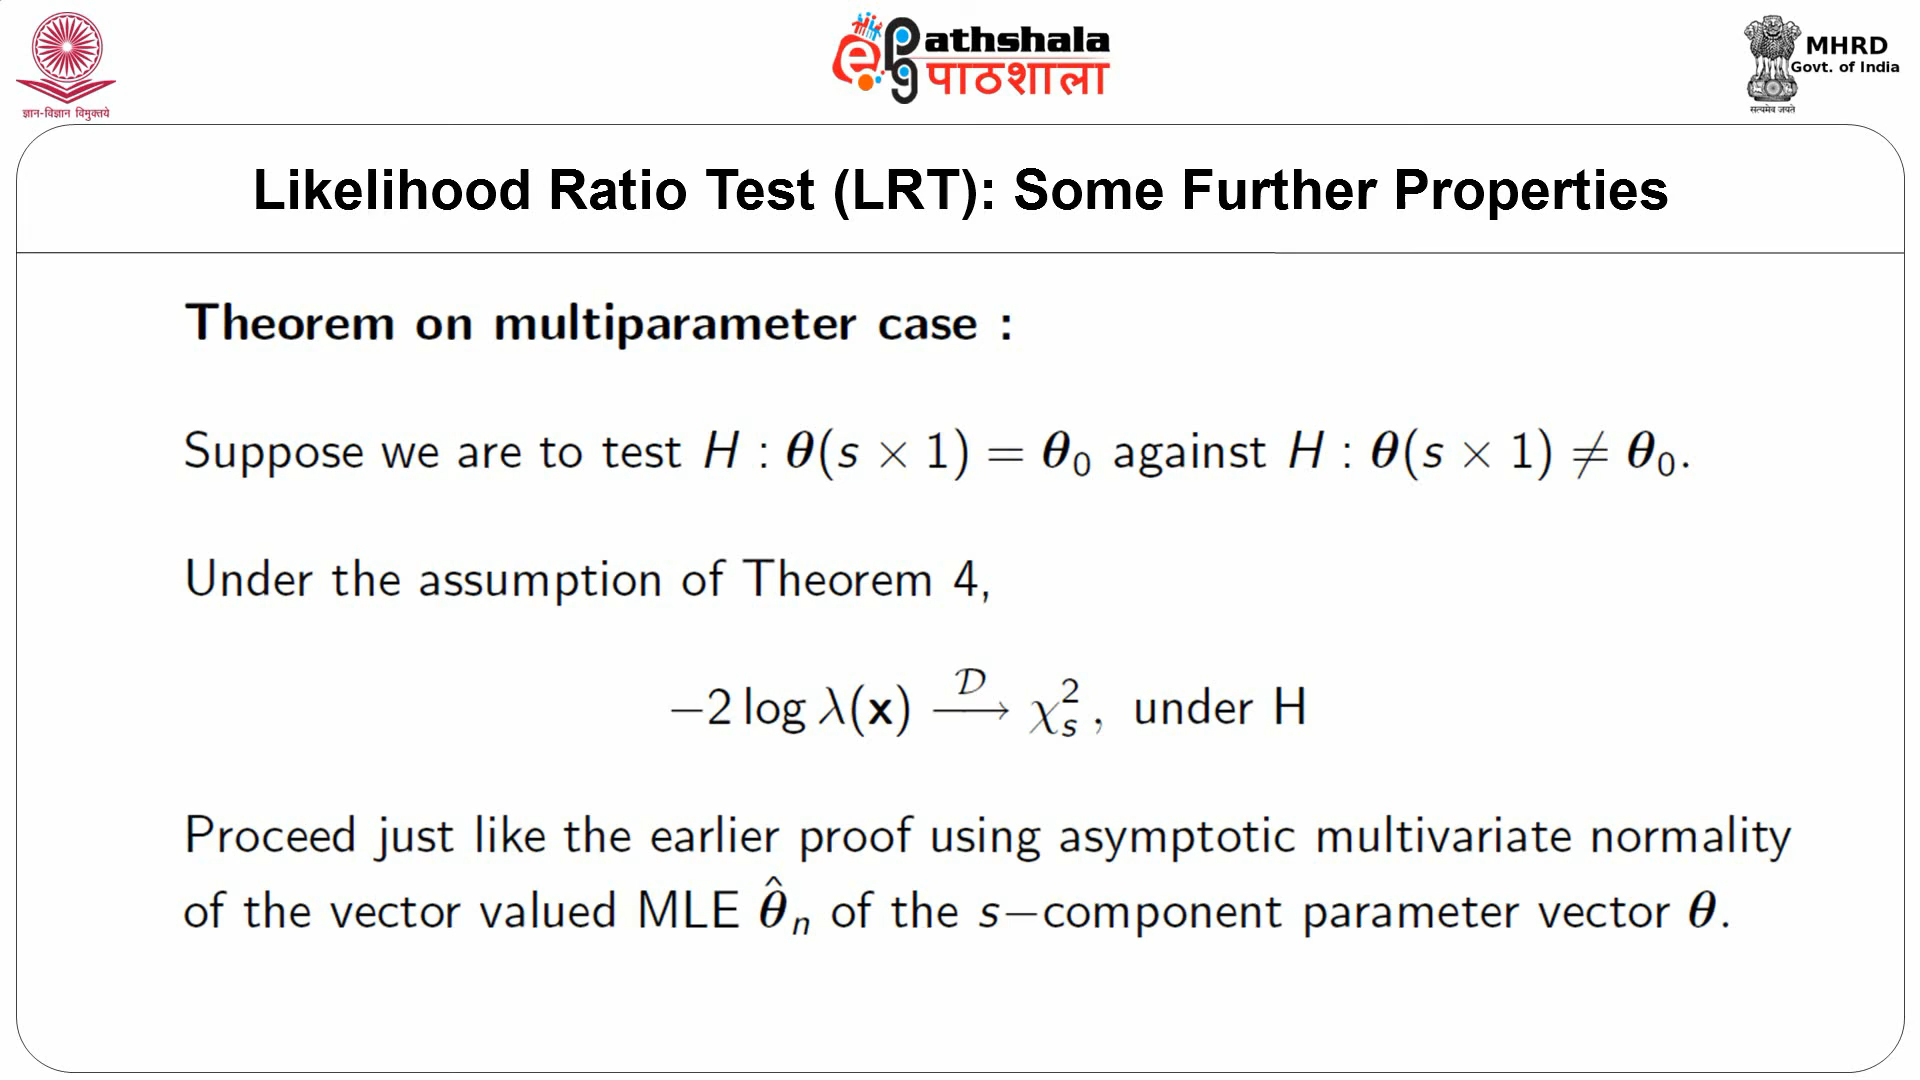 ज्ञान-विज्ञान विमुक्तये
ePathshala
पाठशाला
MHRD
Govt. of India
सत्यमेव जयते
Likelihood Ratio Test (LRT): Some Further Properties
Theorem on multiparameter case :
Suppose we are to test H : θ(s × 1) = θ₀ against H : θ(s × 1) ≠ θ₀.
Under the assumption of Theorem 4,
−2 log λ(x) —𝒟→ χ²ₛ , under H
Proceed just like the earlier proof using asymptotic multivariate normality
of the vector valued MLE θ̂ₙ of the s−component parameter vector θ.